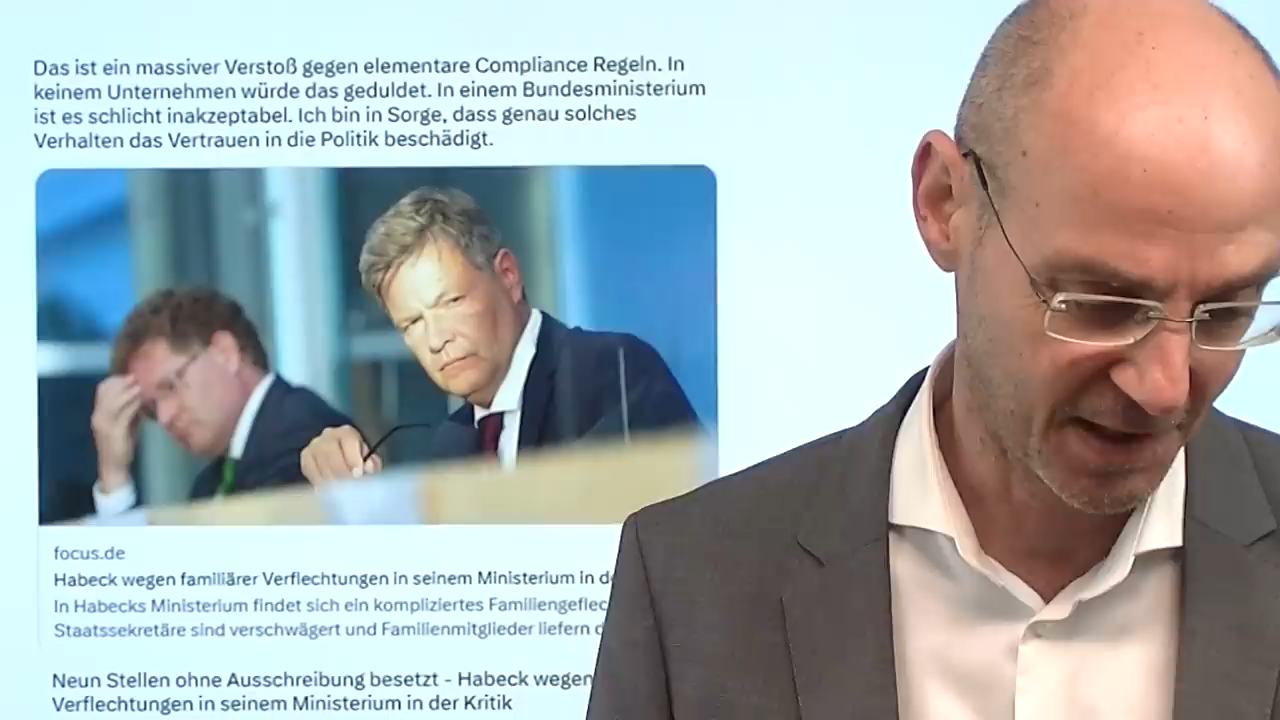 Das ist ein massiver Verstoß gegen elementare Compliance Regeln. In
keinem Unternehmen würde das geduldet. In einem Bundesministerium
ist es schlicht inakzeptabel. Ich bin in Sorge, dass genau solches
Verhalten das Vertrauen in die Politik beschädigt.
focus.de
Habeck wegen familiärer Verflechtungen in seinem Ministerium in
In Habecks Ministerium findet sich ein kompliziertes
Staatssekretäre sind verschwägert und Familienmitglieder liefern
Neun Stellen ohne Ausschreibung besetzt - Habeck wegen
Verflechtungen in seinem Ministerium in der Kritik